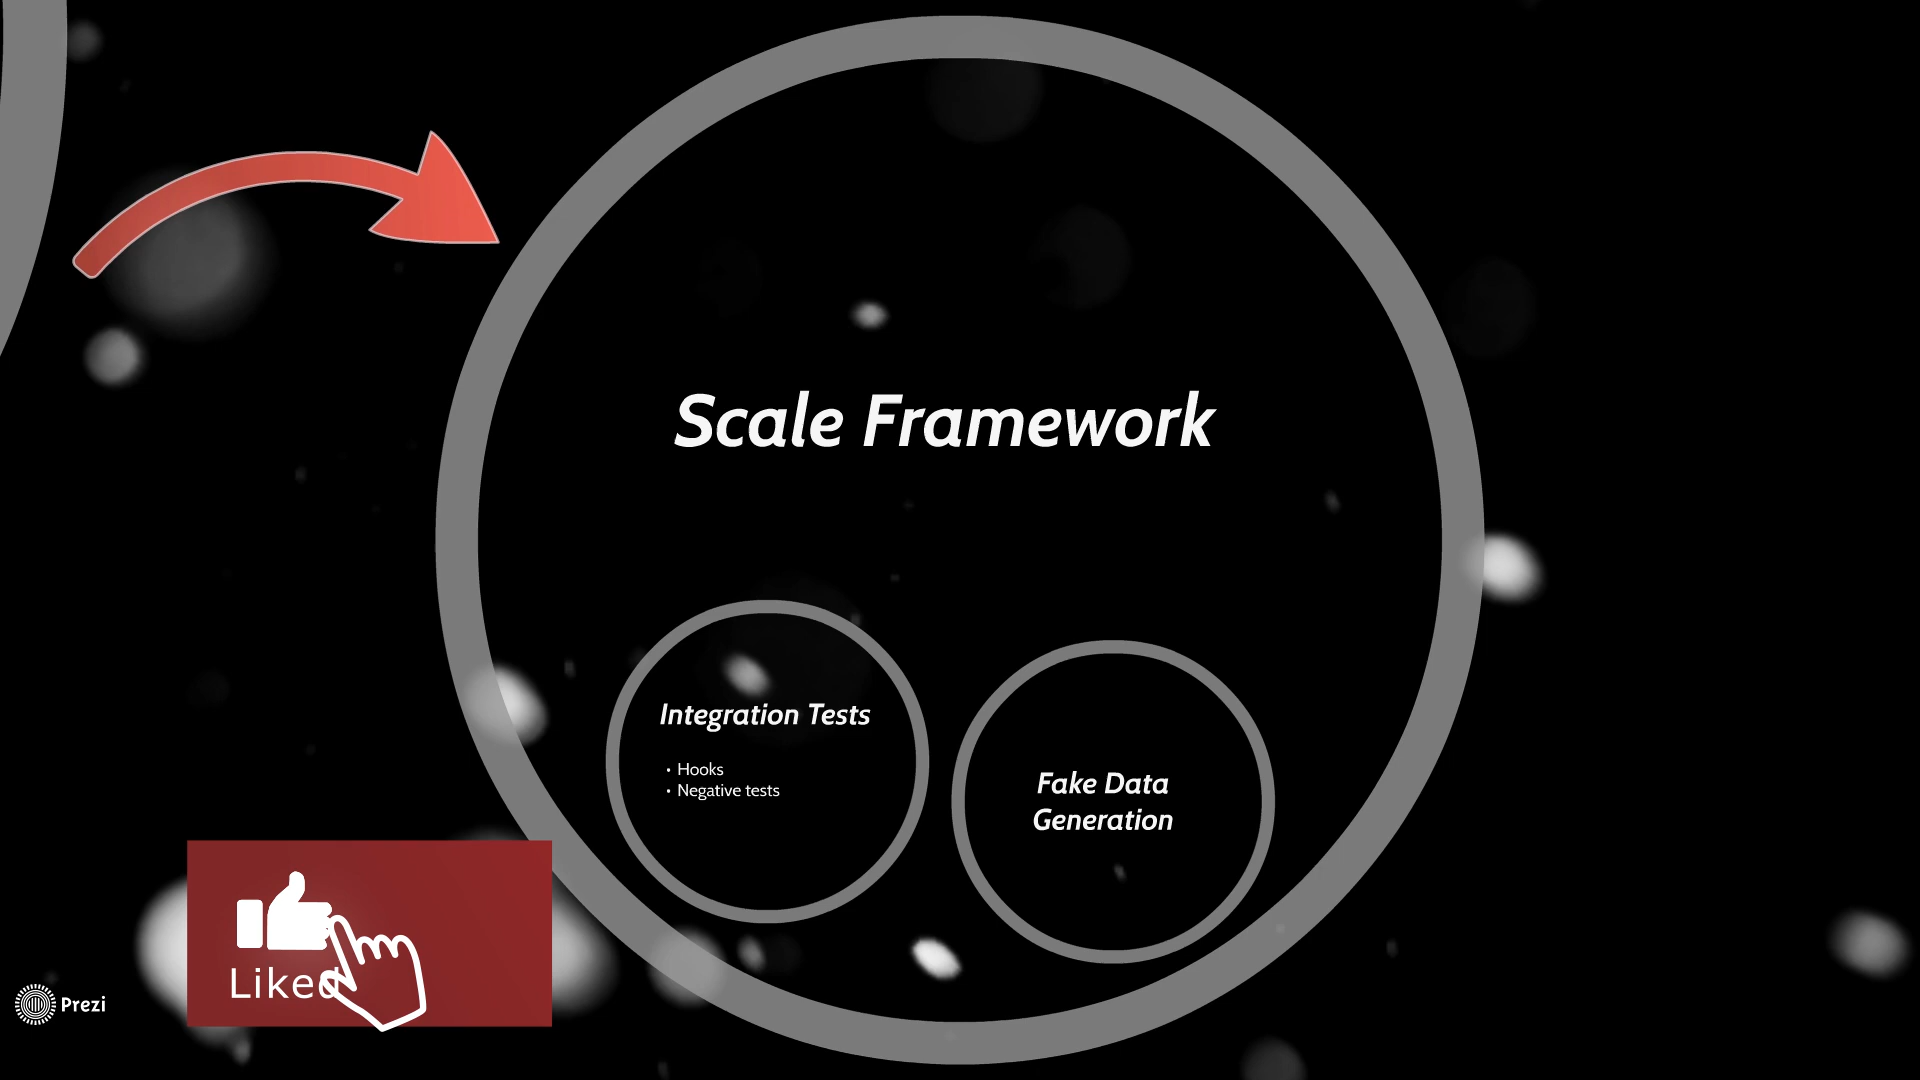 Scale Framework
Integration Tests
• Hooks
• Negative tests
Fake Data
Generation
Liked
Prezi